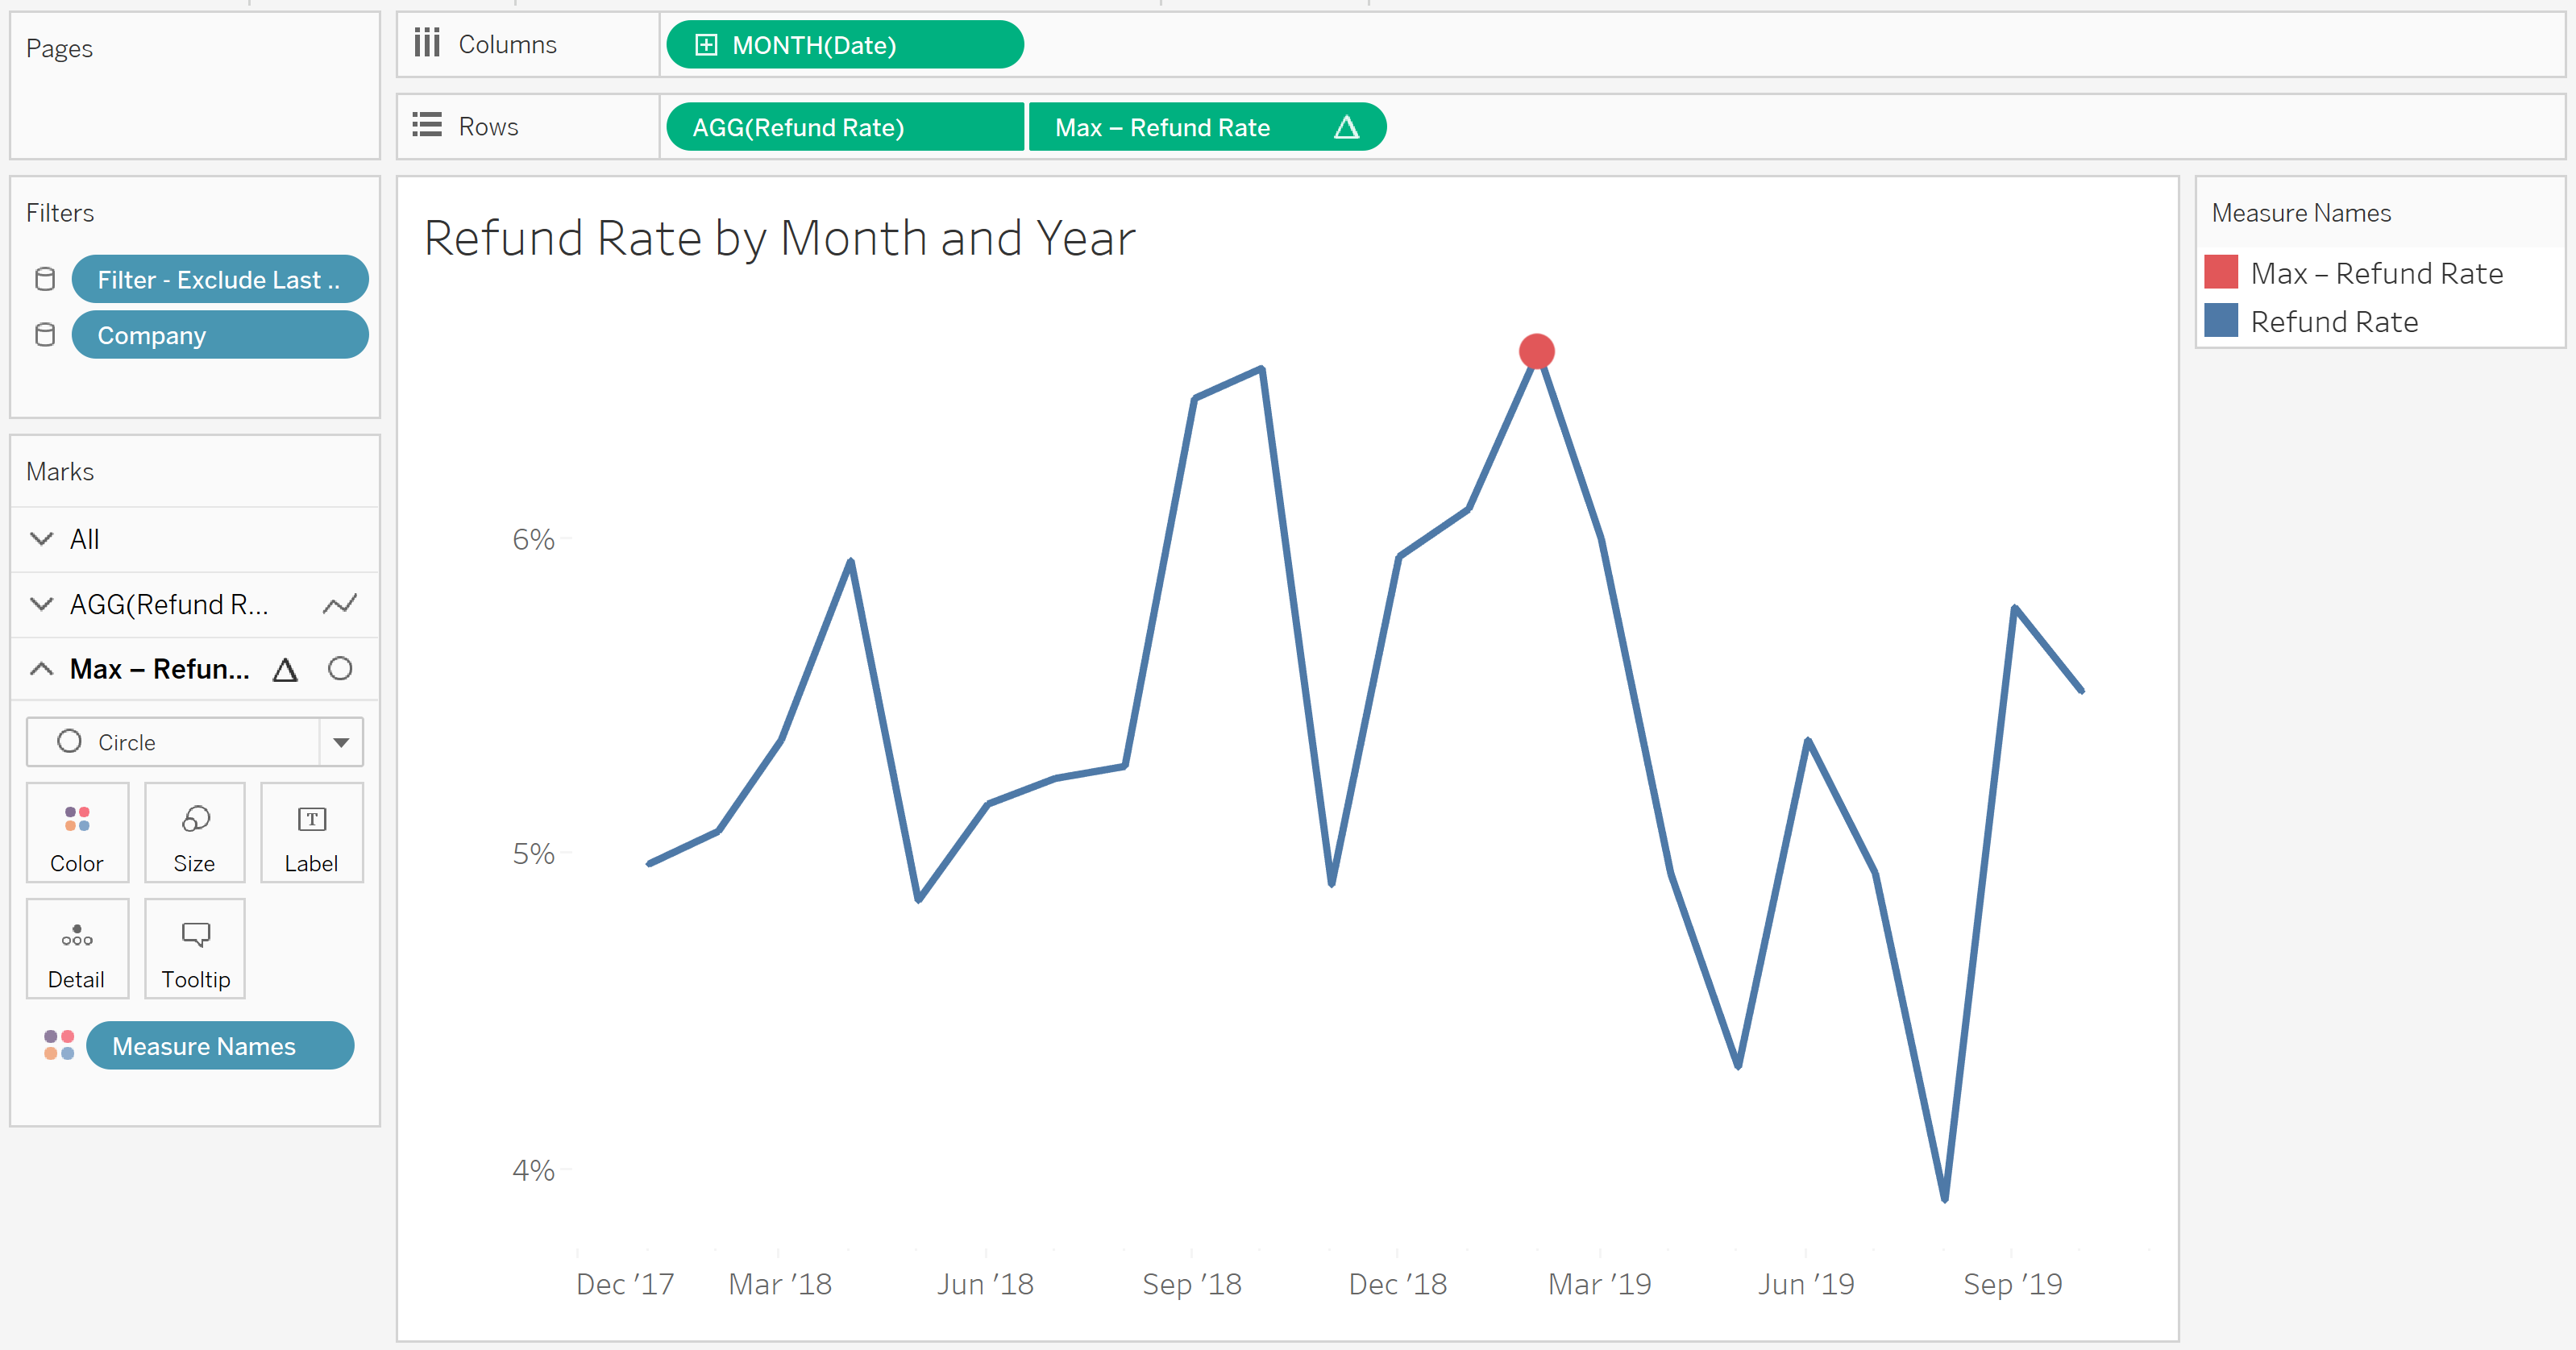 Pages
Columns
MONTH(Date)
Rows
AGG(Refund Rate)
Max – Refund Rate
Filters
Filter - Exclude Last ..
Company
Marks
All
AGG(Refund R...
Max – Refun...
Circle
Color
Size
Label
T
Detail
Tooltip
Measure Names
Refund Rate by Month and Year
6%
5%
4%
Dec '17
Mar '18
Jun '18
Sep '18
Dec '18
Mar '19
Jun '19
Sep '19
Measure Names
Max – Refund Rate
Refund Rate